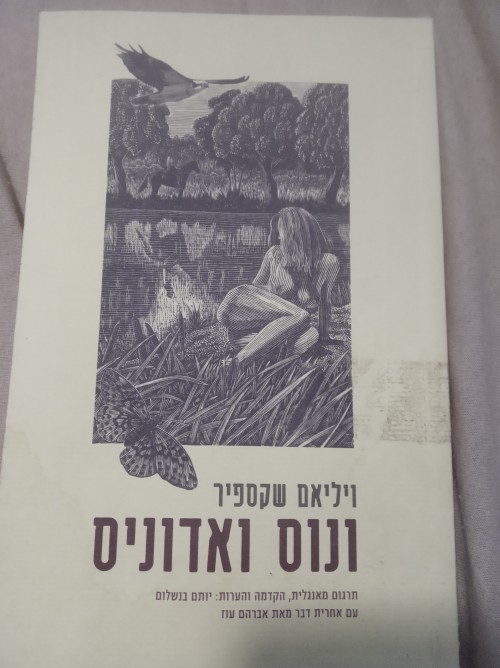 ויליאם שקספיר
ונוס ואדוניס
תרגום מאנגלית, הקדמה והערות: יותם בנשלום
עם אחרית דבר מאת אברהם עוז